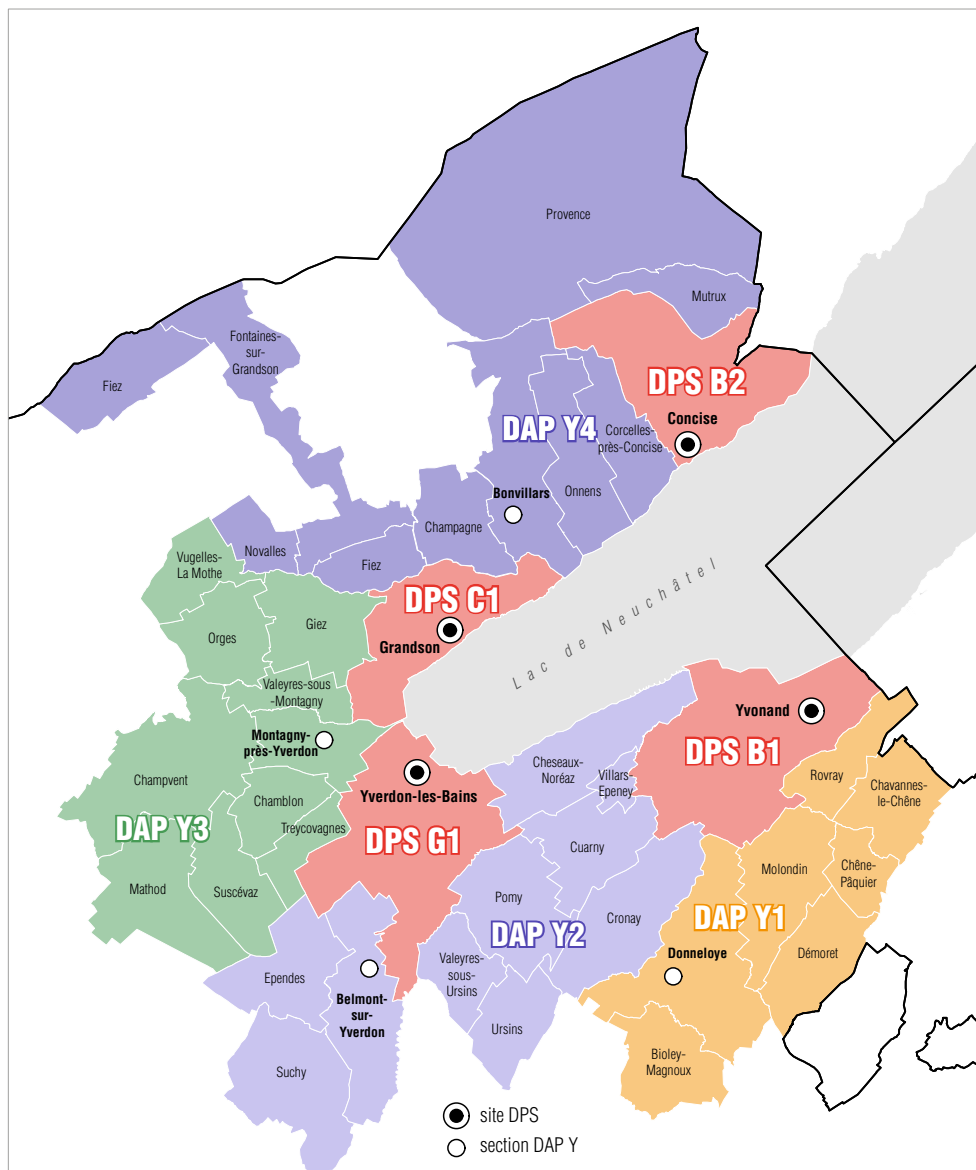 Provence
Mutrux
Fontaines-
sur-
Grandson
Fiez
DPS B2
Concise
DAP Y4
Corcelles-
près-Concise
Bonvillars
Onnens
Champagne
Novalles
Fiez
Vugelles-
La Mothe
DPS C1
Grandson
Giez
Orges
Lac de Neuchâtel
Valeyres-sous
-Montagny
Montagny-
près-Yverdon
Yvonand
DPS B1
Cheseaux-
Noréaz
Villars-
Epeney
Rovray
Chavannes-
le-Chêne
Champvent
Yverdon-les-Bains
Chamblon
Treycovagnes
DAP Y3
DPS G1
Cuarny
Molondin
Chêne-
Pâquier
Mathod
Suscévaz
Pomy
Cronay
DAP Y2
DAP Y1
Donneloye
Démoret
Valeyres-
sous-
Ursins
Ependes
Belmont-
sur-
Yverdon
Ursins
Suchy
Bioley-
Magnoux
site DPS
section DAP Y